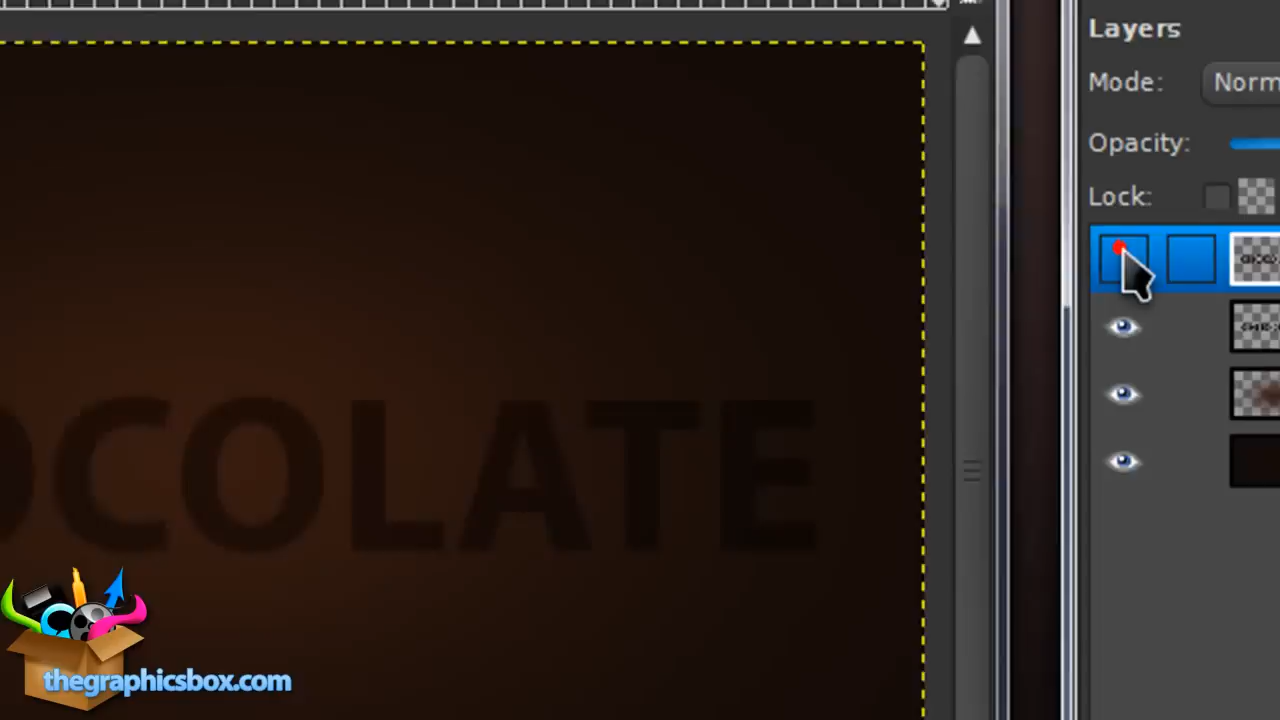 Layers
Mode: Norm
Opacity:
Lock:
OCOLATE
thegraphicsbox.com